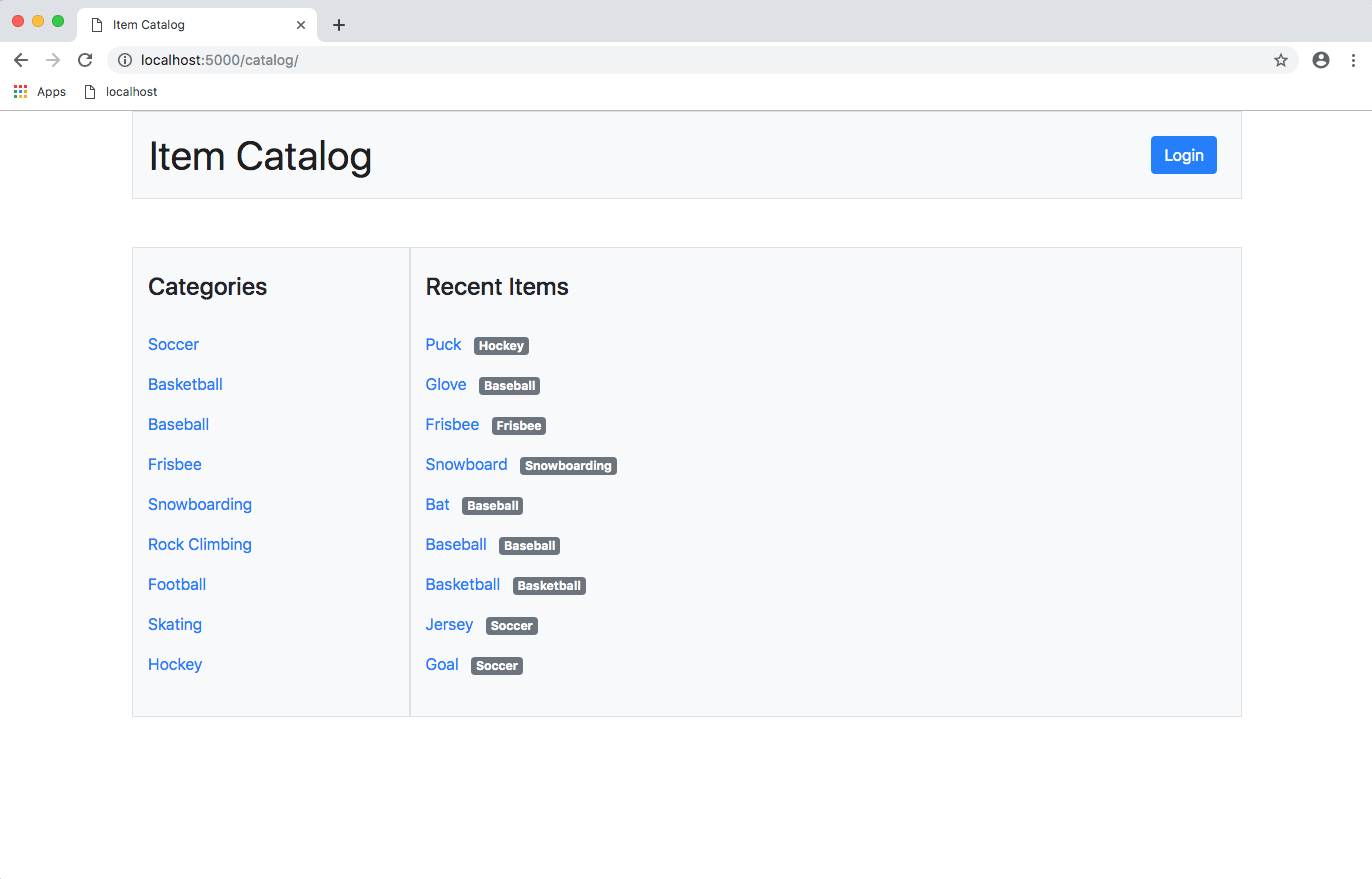 Item Catalog
localhost:5000/catalog/
Apps localhost
Item Catalog Login
Categories
Soccer
Basketball
Baseball
Frisbee
Snowboarding
Rock Climbing
Football
Skating
Hockey
Recent Items
Puck Hockey
Glove Baseball
Frisbee Frisbee
Snowboard Snowboarding
Bat Baseball
Baseball Baseball
Basketball Basketball
Jersey Soccer
Goal Soccer